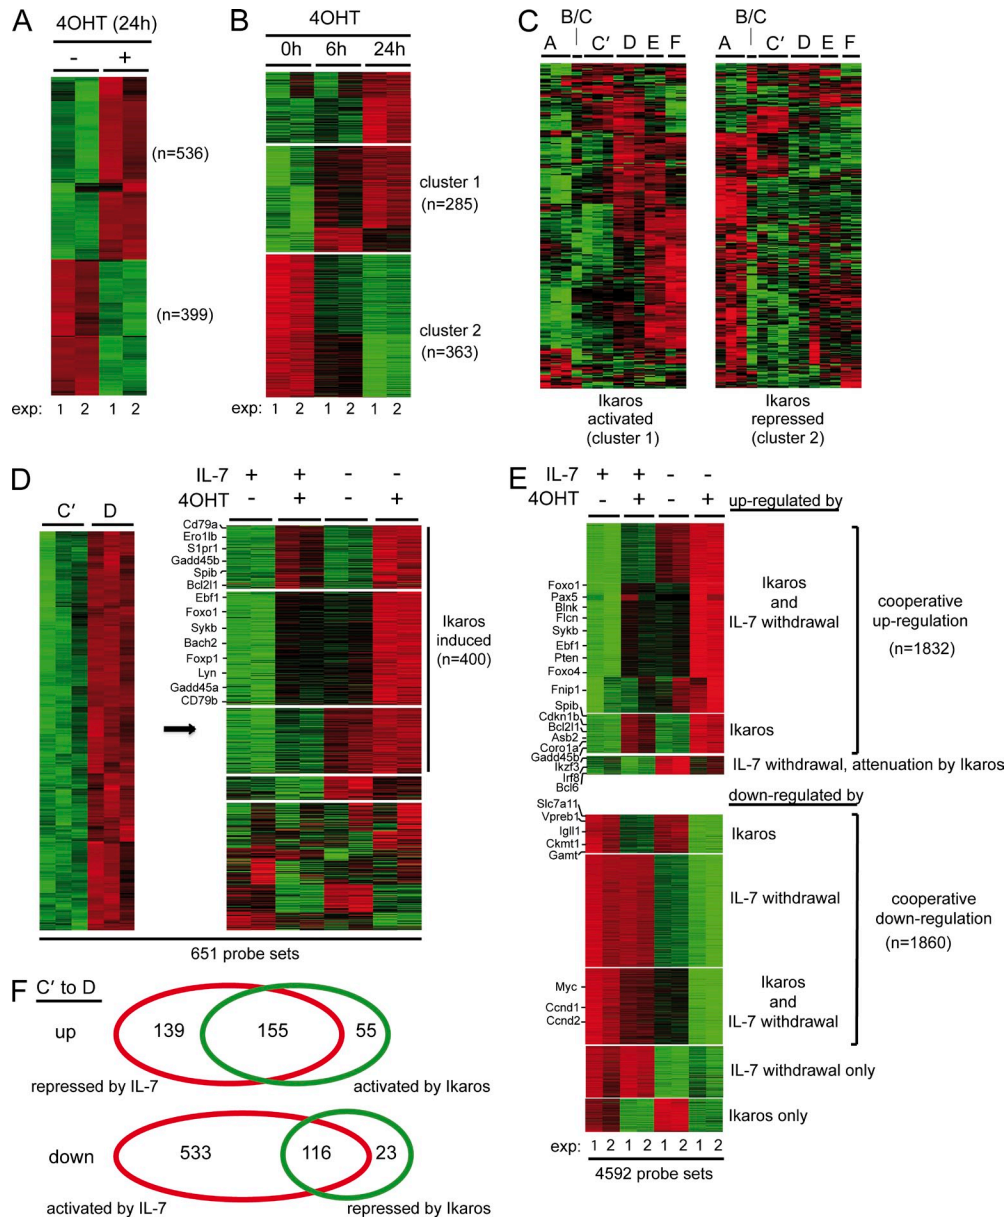 A
4OHT (24h)
- +
(n=536)
(n=399)
exp: 1 2 1 2
B
4OHT
0h 6h 24h
cluster 1
(n=285)
cluster 2
(n=363)
exp: 1 2 1 2 1 2
C
B/C B/C
A C′ D E F A C′ D E F
Ikaros
activated
(cluster 1)
Ikaros
repressed
(cluster 2)
D
C′ D
IL-7 + + - -
4OHT - + - +
Cd79a
Ero1lb
S1pr1
Gadd45b
Spib
Bcl2l1
Ebf1
Foxo1
Sykb
Bach2
Foxp1
Lyn
Gadd45a
CD79b
Ikaros
induced
(n=400)
651 probe sets
E
IL-7 + + - -
4OHT - + - +
up-regulated by
Foxo1
Pax5
Blnk
Flcn
Sykb
Ebf1
Pten
Foxo4
Fnip1
Spib
Cdkn1b
Bcl2l1
Asb2
Coro1a
Gadd45b
Ikzf3
Irf8
Bcl6
Ikaros
and
IL-7 withdrawal
Ikaros
IL-7 withdrawal, attenuation by Ikaros
cooperative
up-regulation
(n=1832)
down-regulated by
Slc7a11
Vpreb1
Igll1
Ckmt1
Gamt
Myc
Ccnd1
Ccnd2
Ikaros
IL-7 withdrawal
Ikaros
and
IL-7 withdrawal
IL-7 withdrawal only
Ikaros only
cooperative
down-regulation
(n=1860)
exp: 1 2 1 2 1 2 1 2
4592 probe sets
F
C′ to D
up
139 155 55
repressed by IL-7 activated by Ikaros
down
533 116 23
activated by IL-7 repressed by Ikaros